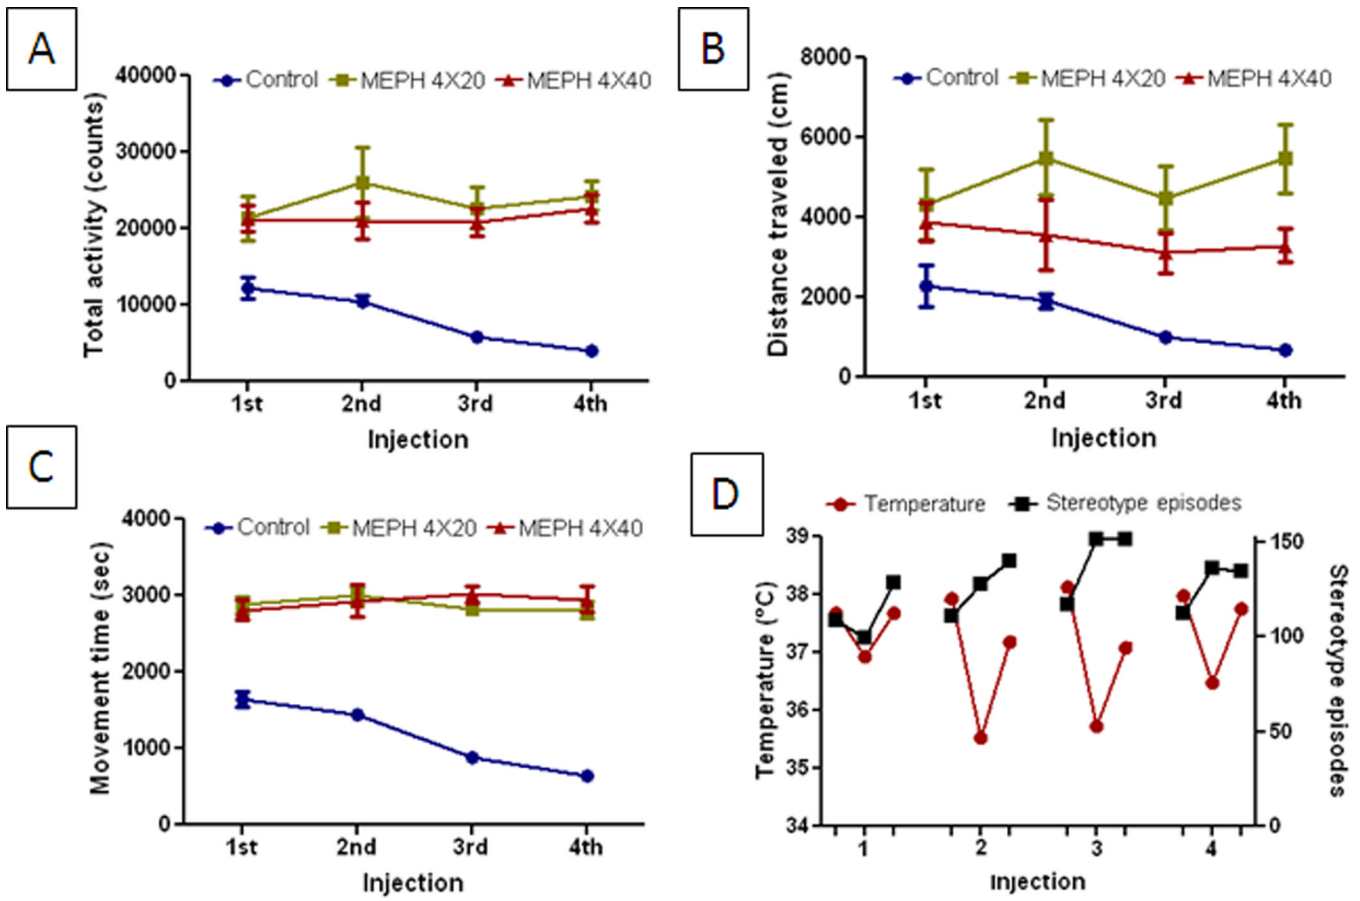 A
Control MEPH 4X20 MEPH 4X40
Total activity (counts)
40000
30000
20000
10000
0
1st 2nd 3rd 4th
Injection
B
Control MEPH 4X20 MEPH 4X40
Distance traveled (cm)
8000
6000
4000
2000
0
1st 2nd 3rd 4th
Injection
C
Control MEPH 4X20 MEPH 4X40
Movement time (sec)
4000
3000
2000
1000
0
1st 2nd 3rd 4th
Injection
D
Temperature Stereotype episodes
Temperature (°C)
39
38
37
36
35
34
150
100
50
0
Stereotype episodes
1 2 3 4
Injection